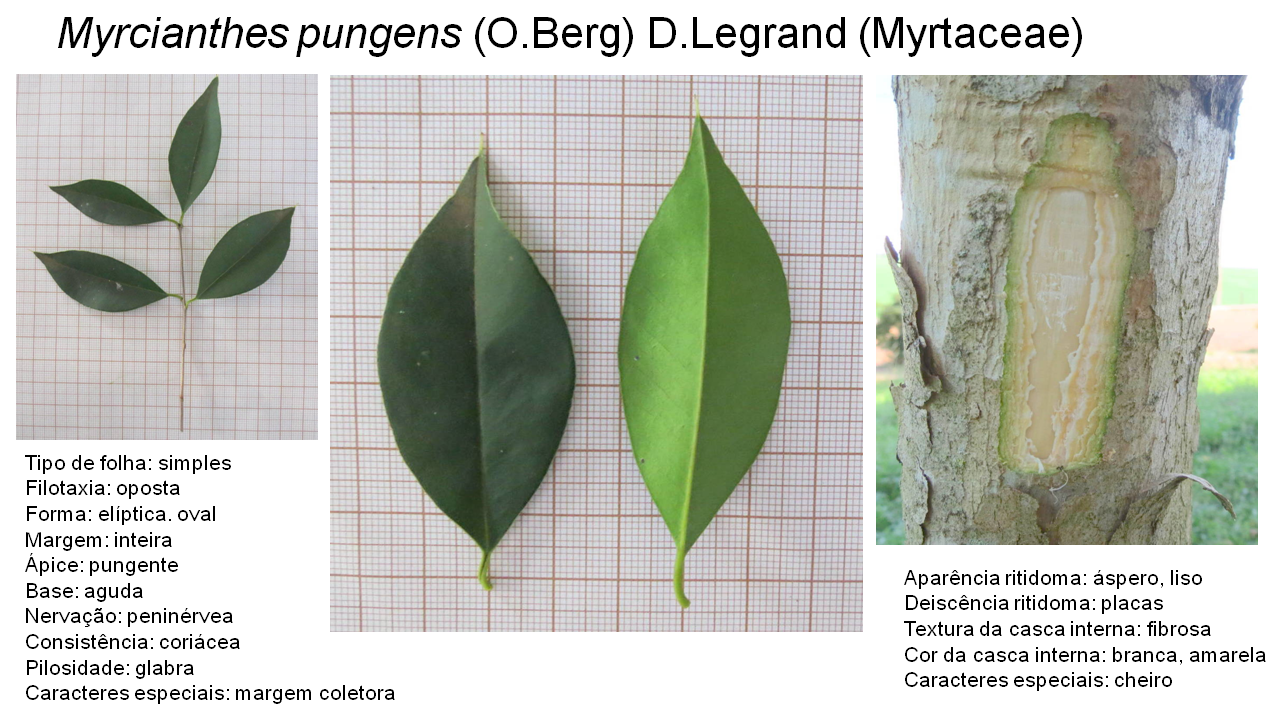 Myrcianthes pungens (O.Berg) D.Legrand (Myrtaceae)
Tipo de folha: simples
Filotaxia: oposta
Forma: elíptica. oval
Margem: inteira
Ápice: pungente
Base: aguda
Nervação: peninérvea
Consistência: coriácea
Pilosidade: glabra
Caracteres especiais: margem coletora
Aparência ritidoma: áspero, liso
Deiscência ritidoma: placas
Textura da casca interna: fibrosa
Cor da casca interna: branca, amarela
Caracteres especiais: cheiro